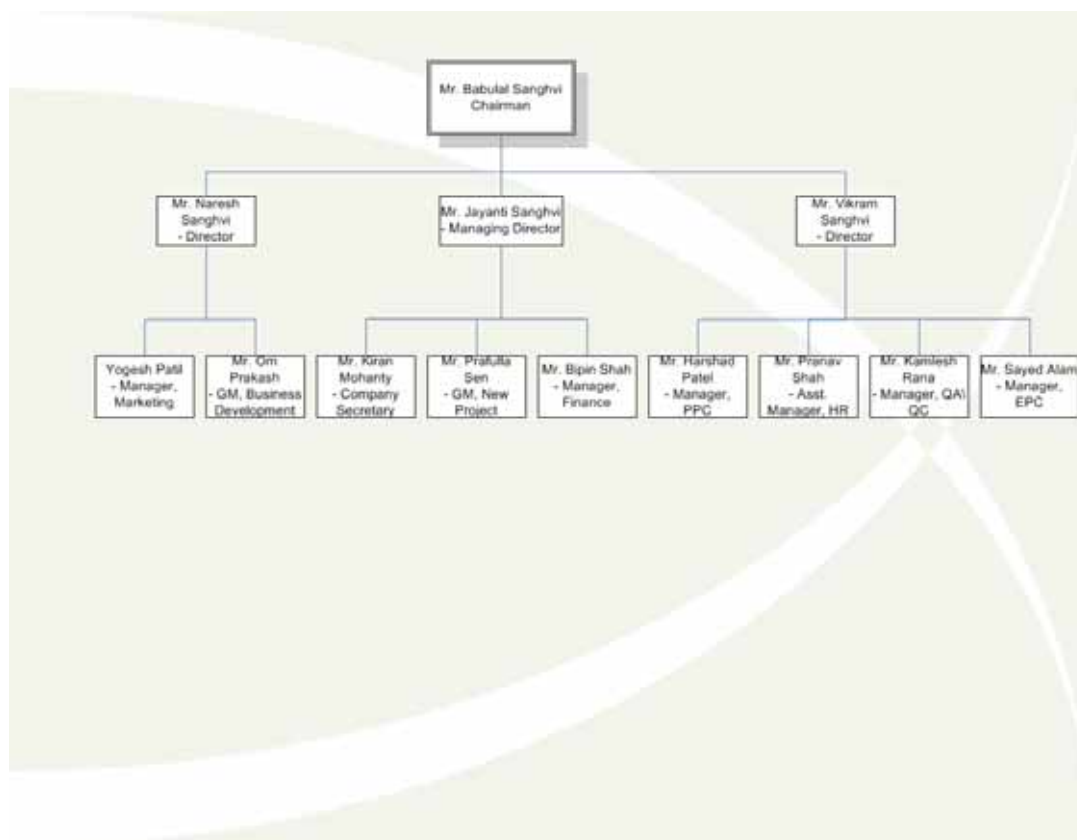 Mr. Babulal Sanghvi
Chairman
Mr. Naresh
Sanghvi
- Director
Mr. Jayanti Sanghvi
- Managing Director
Mr. Vikram
Sanghvi
- Director
Yogesh Patil
- Manager,
Marketing
Mr. Om
Prakash
- GM, Business
Development
Mr. Kiran
Mohanty
- Company
Secretary
Mr. Prafulla
Sen
- GM, New
Project
Mr. Bipin Shah
- Manager,
Finance
Mr. Harshad
Patel
- Manager,
PPC
Mr. Pranav
Shah
- Asst.
Manager, HR
Mr. Kamlesh
Rana
- Manager, QA\
QC
Mr. Sayed Alam
- Manager,
EPC